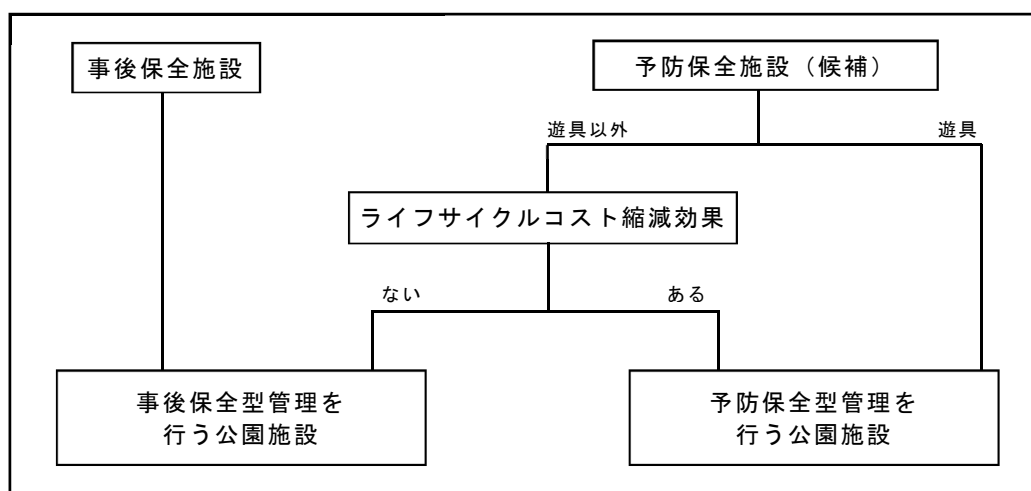 事後保全施設
予防保全施設（候補）
遊具以外
遊具
ライフサイクルコスト縮減効果
ない
ある
事後保全型管理を
行う公園施設
予防保全型管理を
行う公園施設